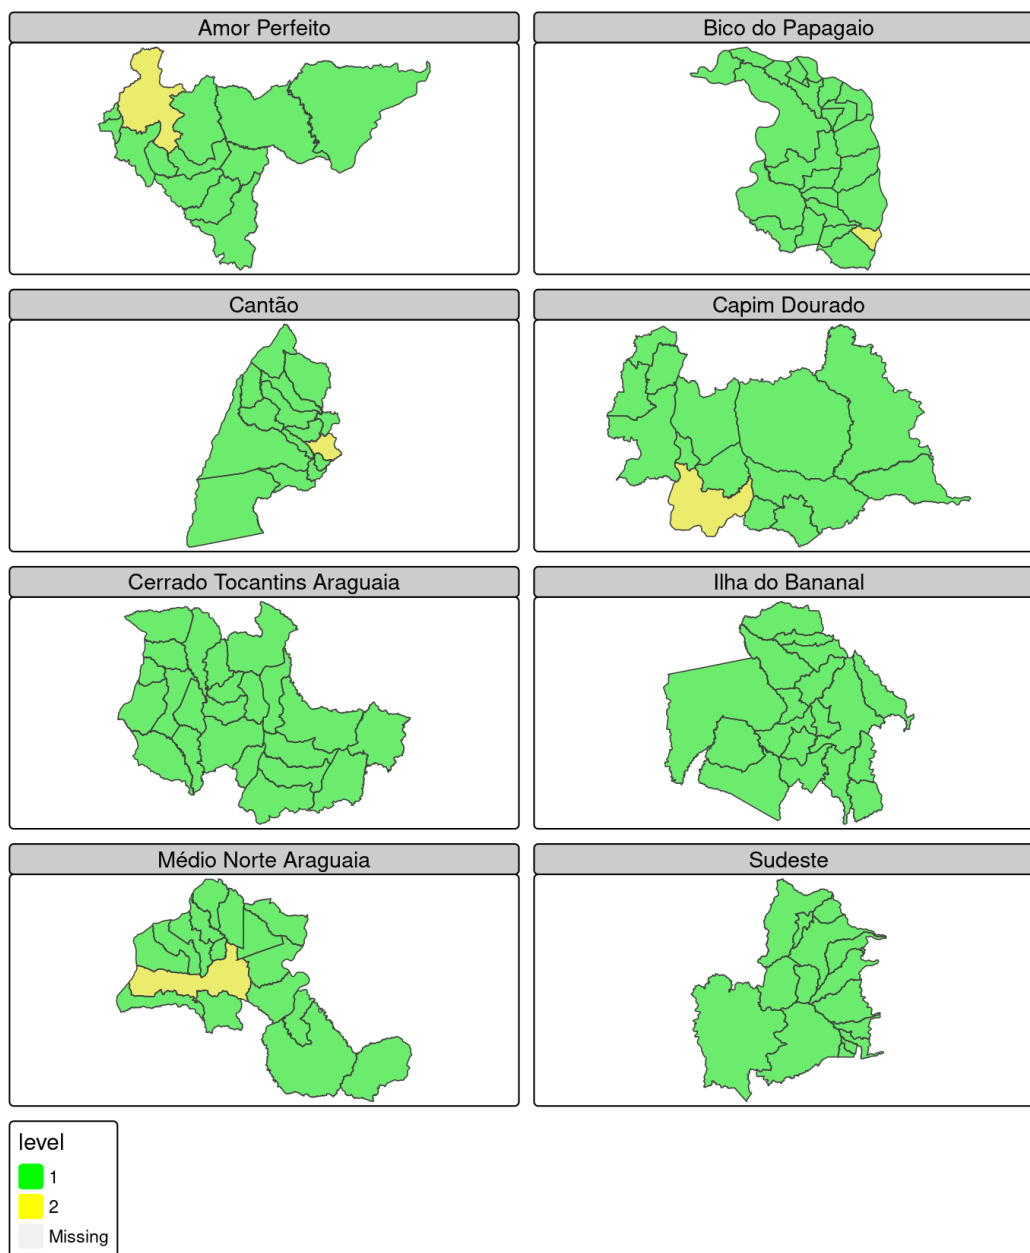 Amor Perfeito
Bico do Papagaio
Cantão
Capim Dourado
Cerrado Tocantins Araguaia
Ilha do Bananal
Médio Norte Araguaia
Sudeste
level
1
2
Missing